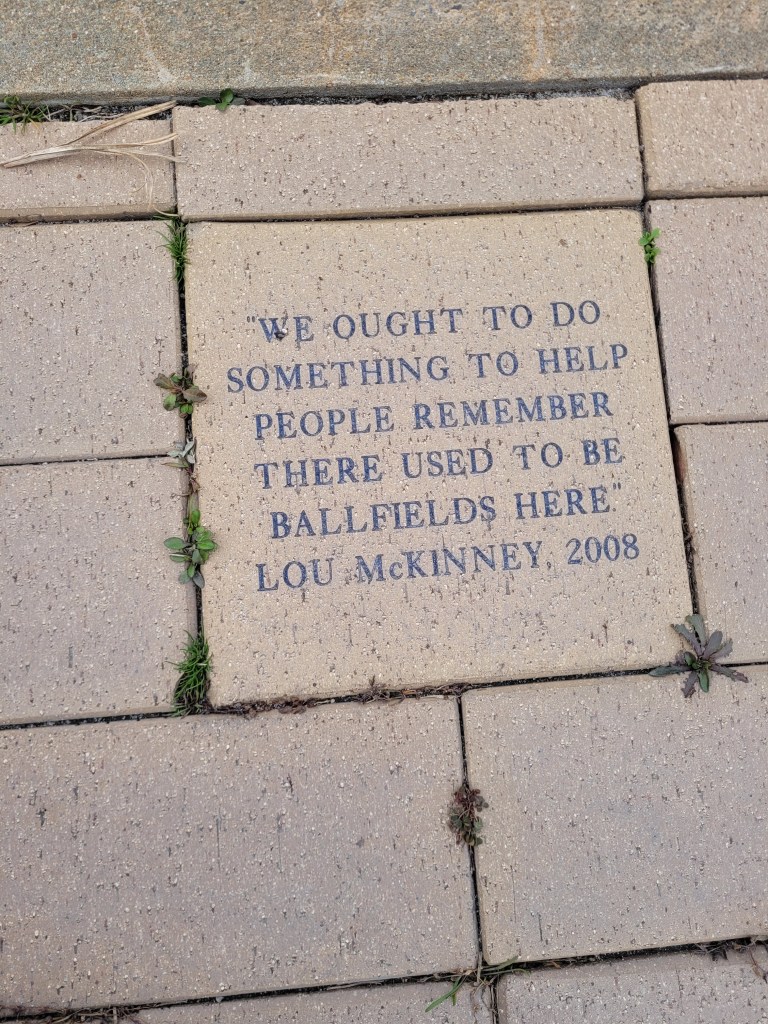 "WE OUGHT TO DO
SOMETHING TO HELP
PEOPLE REMEMBER
THERE USED TO BE
BALLFIELDS HERE"
LOU McKINNEY, 2008